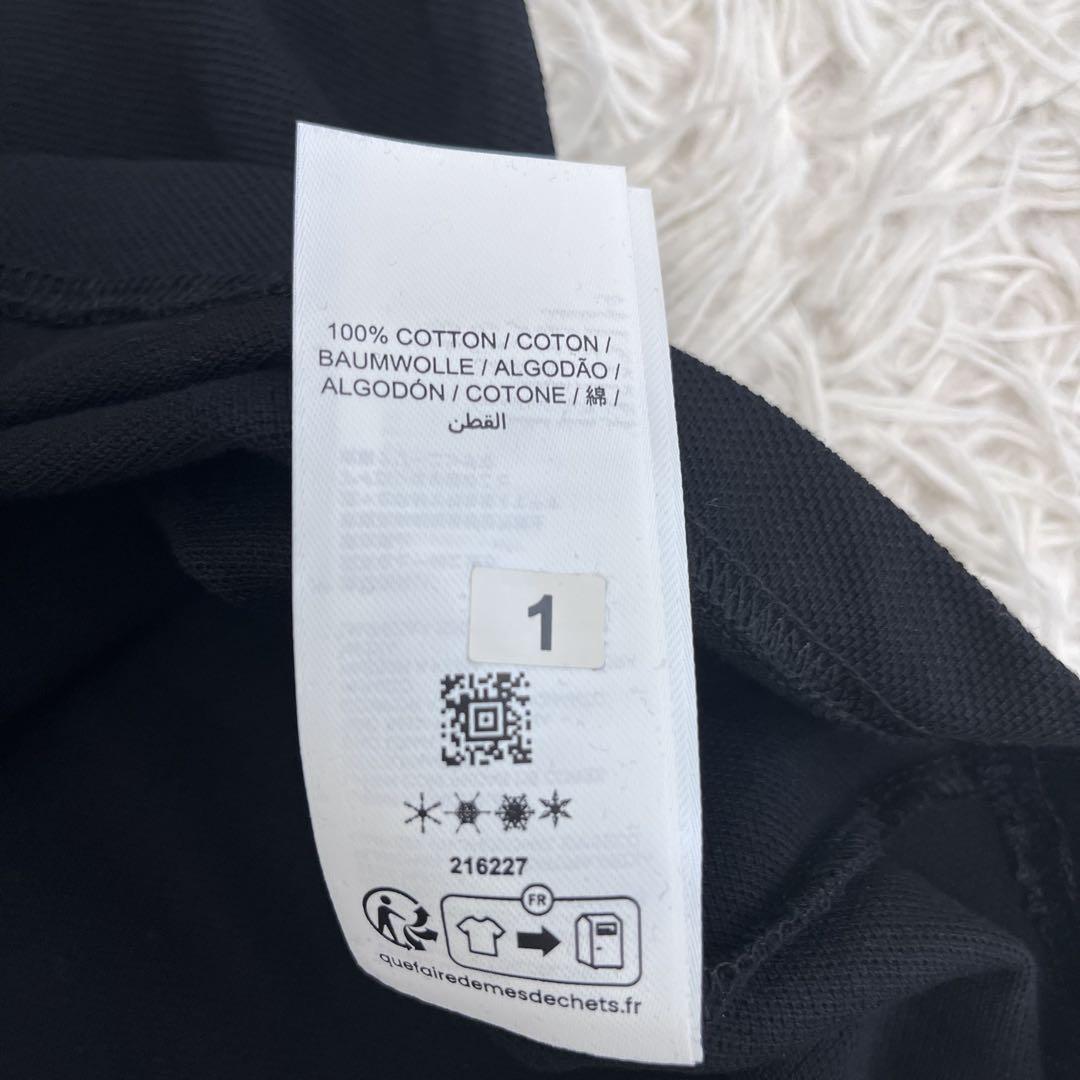 100% COTTON / COTON /
BAUMWOLLE / ALGODÃO /
ALGODÓN / COTONE / 綿 /
القطن
1
216227
FR
quefairedemesdechets.fr